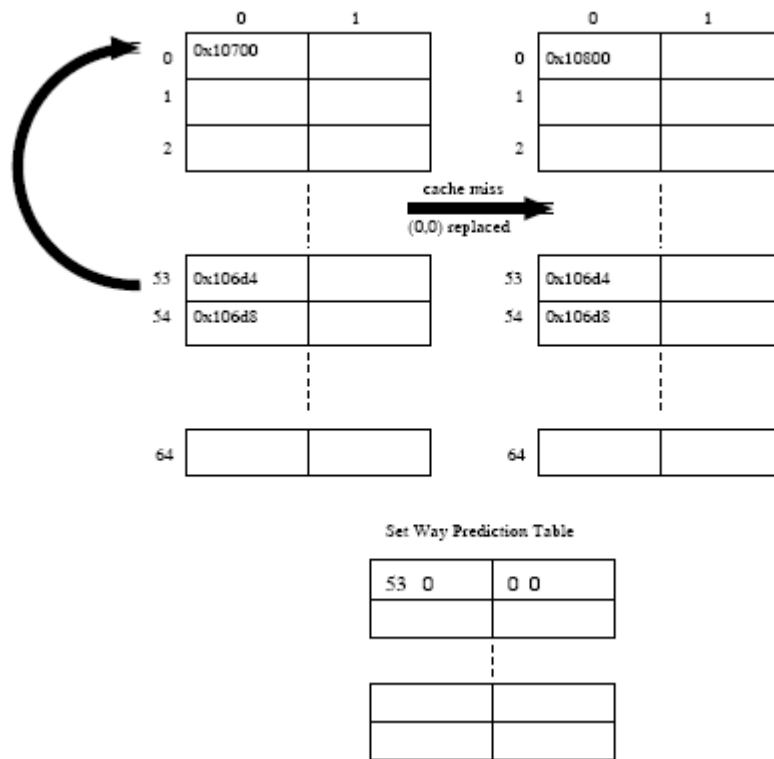 0 1 0 1
0 0x10700 0 0x10800
1 1
2 2
cache miss
(0,0) replaced
53 0x106d4 53 0x106d4
54 0x106d8 54 0x106d8
64 64
Set Way Prediction Table
53 0 0 0